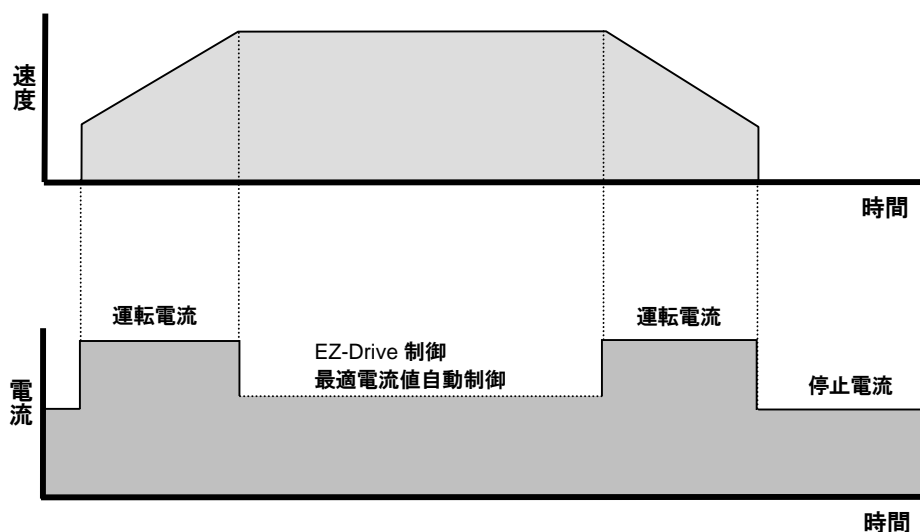 速度
時間
運転電流
運転電流
EZ-Drive 制御
最適電流値自動制御
停止電流
電流
時間